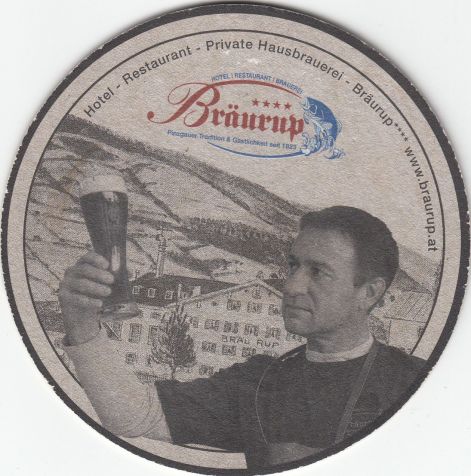 Hotel - Restaurant - Private Hausbrauerei - Bräurup**** www.braurup.at
HOTEL | RESTAURANT | BRAUEREI
Bräurup
Pinzgauer Tradition & Gastlichkeit seit 1823
BRÄU RUP